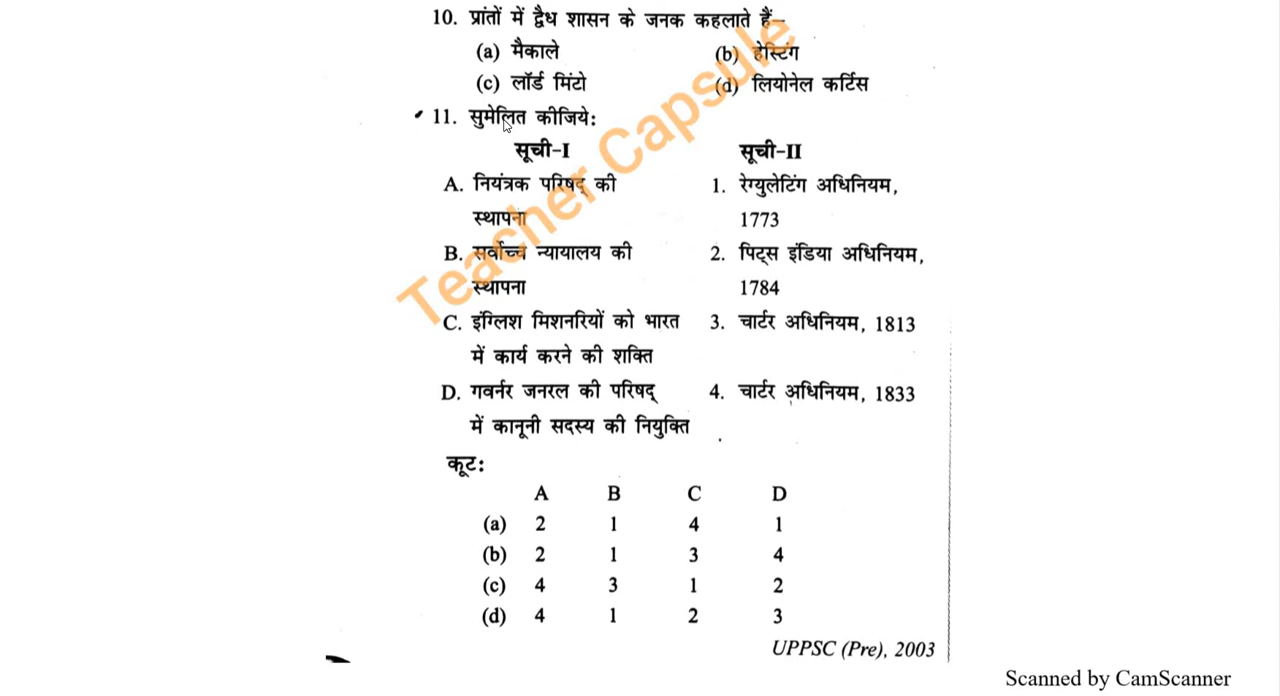 10. प्रांतों में द्वैध शासन के जनक कहलाते हैं–
(a) मैकाले (b) हेस्टिंग
(c) लॉर्ड मिंटो (d) लियोनेल कर्टिस
11. सुमेलित कीजिये:
सूची-I सूची-II
A. नियंत्रक परिषद् की 1. रेग्युलेटिंग अधिनियम,
स्थापना 1773
B. सर्वोच्च न्यायालय की 2. पिट्स इंडिया अधिनियम,
स्थापना 1784
C. इंग्लिश मिशनरियों को भारत 3. चार्टर अधिनियम, 1813
में कार्य करने की शक्ति
D. गवर्नर जनरल की परिषद् 4. चार्टर अधिनियम, 1833
में कानूनी सदस्य की नियुक्ति
कूट:
A B C D
(a) 2 1 4 1
(b) 2 1 3 4
(c) 4 3 1 2
(d) 4 1 2 3
UPPSC (Pre), 2003
Teacher Capsule
Scanned by CamScanner